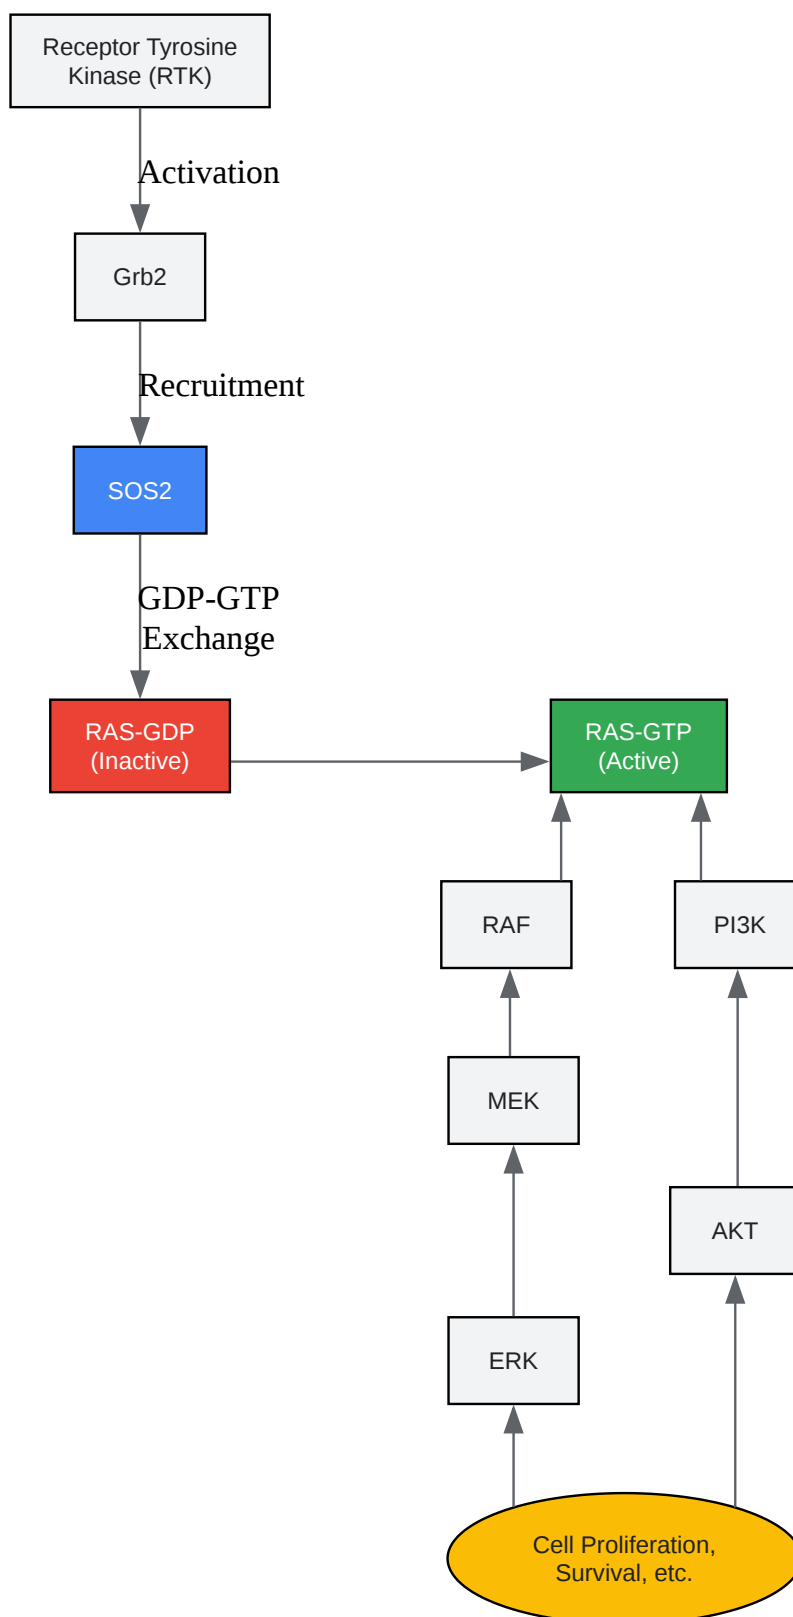 Receptor Tyrosine
Kinase (RTK)
Activation
Grb2
Recruitment
SOS2
GDP-GTP
Exchange
RAS-GDP
(Inactive)
RAS-GTP
(Active)
RAF
PI3K
MEK
AKT
ERK
Cell Proliferation,
Survival, etc.